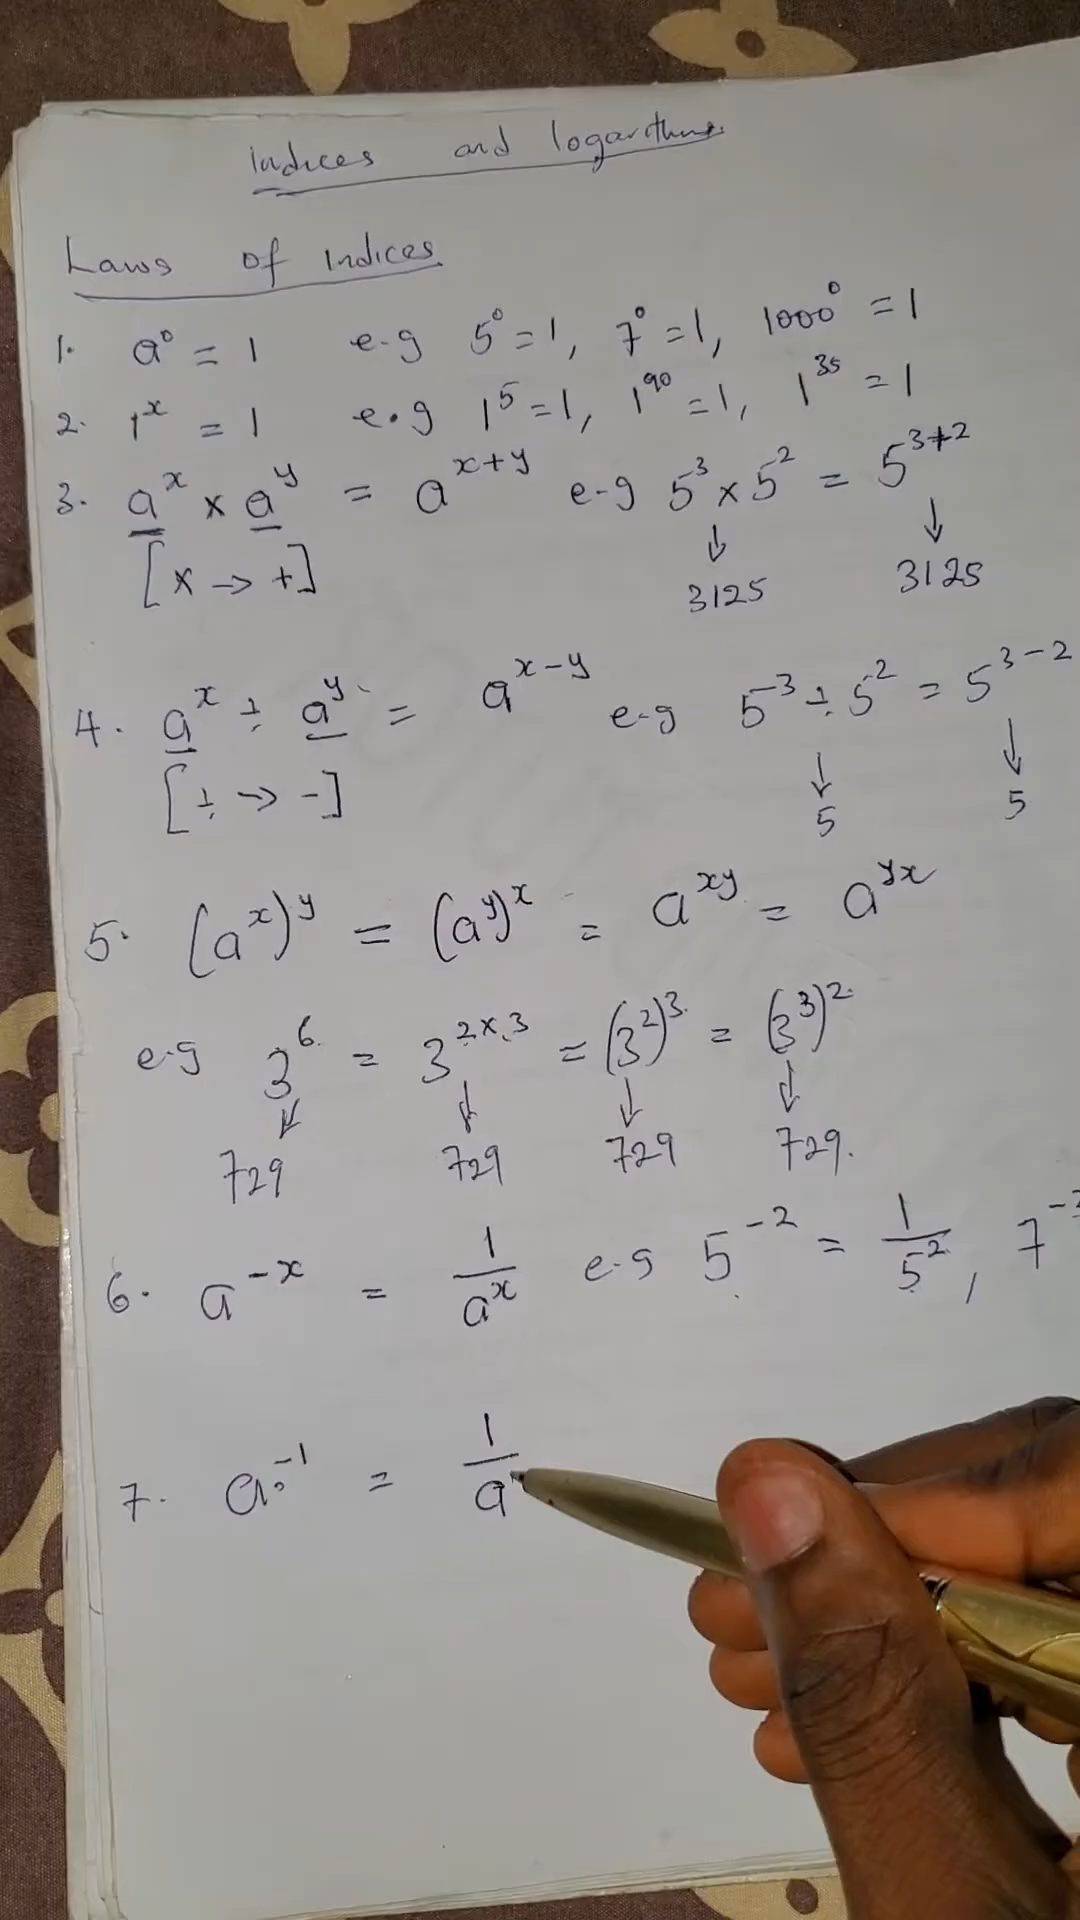 indices and logarithms
Laws of indices
1. a⁰ = 1 e.g 5⁰ = 1, 7⁰ = 1, 1000⁰ = 1
2. 1ˣ = 1 e.g 1⁵ = 1, 1⁹⁰ = 1, 1³⁵ = 1
3. aˣ × aʸ = aˣ⁺ʸ e-g 5³ × 5² = 5³⁺²
[× → +] ↓ ↓
3125 3125
4. aˣ ÷ aʸ = aˣ⁻ʸ e-g 5³ ÷ 5² = 5³⁻²
[÷ → -] ↓ ↓
5 5
5. (aˣ)ʸ = (aʸ)ˣ = aˣʸ = aʸˣ
e-g 3⁶ = 3²ˣ³ = (3²)³ = (3³)²
↓ ↓ ↓ ↓
729 729 729 729.
6. a⁻ˣ = 1/aˣ e-g 5⁻² = 1/5², 7
7. a⁻¹ = 1/a